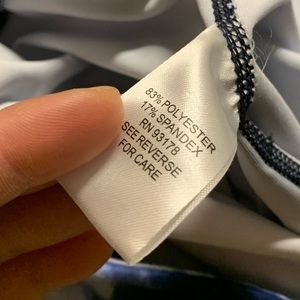 83% POLYESTER
17% SPANDEX
RN 93178
SEE REVERSE
FOR CARE